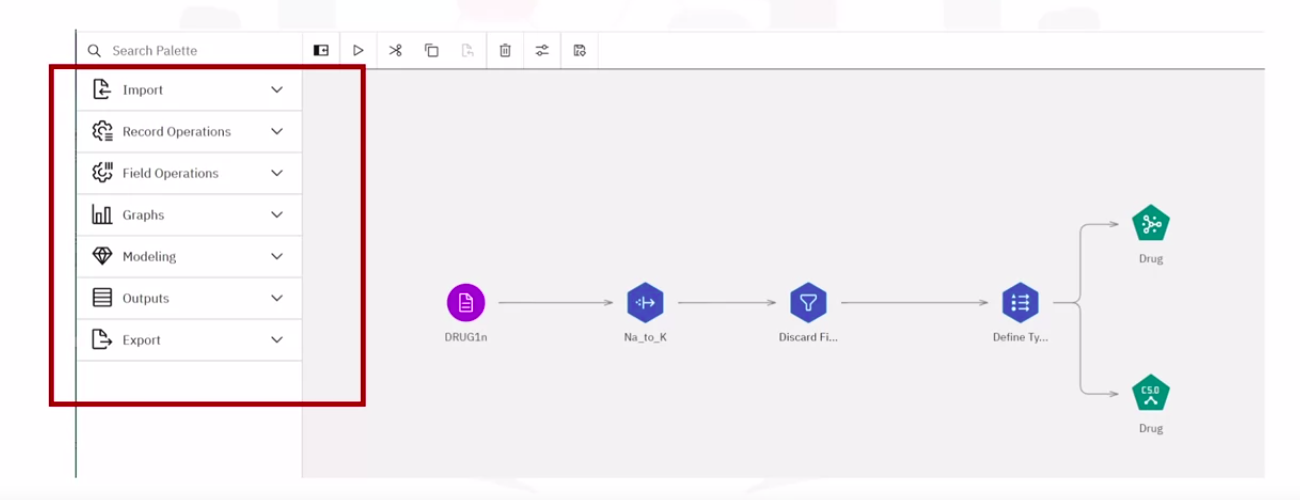 Search Palette
Import
Record Operations
Field Operations
Graphs
Modeling
Outputs
Export
DRUG1n
Na_to_K
Discard Fi...
Define Ty...
Drug
C5.0
Drug